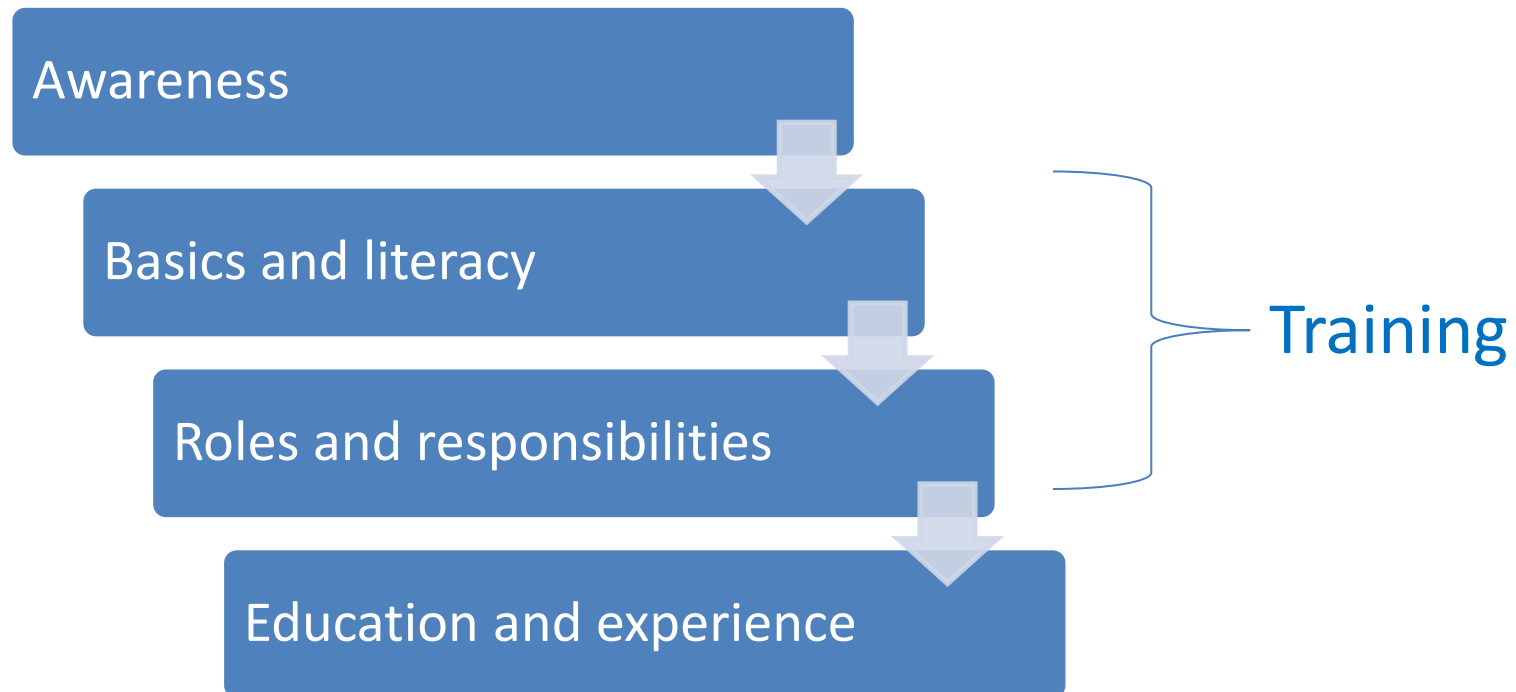 Awareness
Basics and literacy
Training
Roles and responsibilities
Education and experience